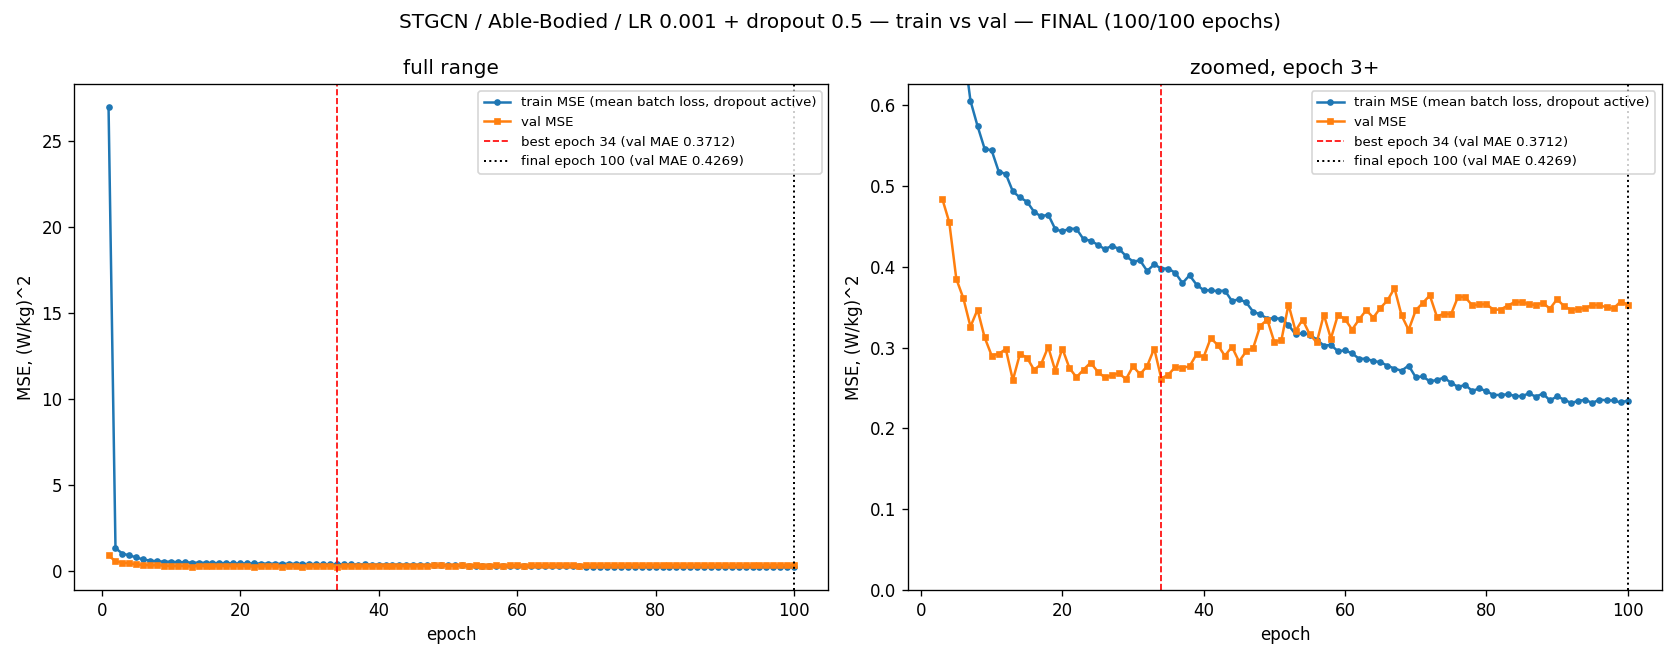 STGCN / Able-Bodied / LR 0.001 + dropout 0.5 — train vs val — FINAL (100/100 epochs)
full range
train MSE (mean batch loss, dropout active)
val MSE
best epoch 34 (val MAE 0.3712)
final epoch 100 (val MAE 0.4269)
MSE, (W/kg)^2
25
20
15
10
5
0
0 20 40 60 80 100
epoch
zoomed, epoch 3+
train MSE (mean batch loss, dropout active)
val MSE
best epoch 34 (val MAE 0.3712)
final epoch 100 (val MAE 0.4269)
MSE, (W/kg)^2
0.6
0.5
0.4
0.3
0.2
0.1
0.0
0 20 40 60 80 100
epoch